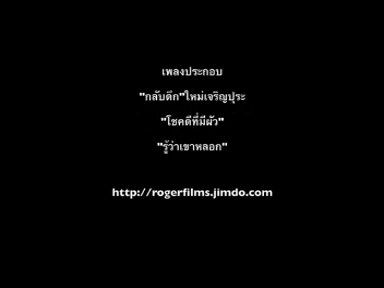 เพลงประกอบ
"กลับดึก"ใหม่เจริญปุระ
"โชคดีที่มีผัว"
"รู้ว่าเขาหลอก"
http://rogerfilms.jimdo.com